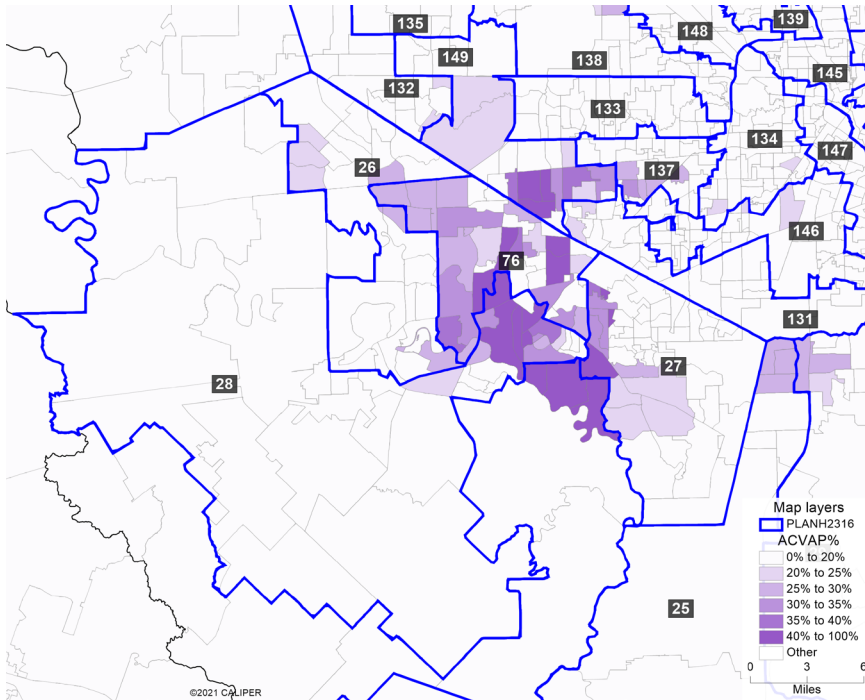 135
139
148
149
138
145
132
133
134
147
26
137
146
76
131
27
28
Map layers
PLANH2316
ACVAP%
0% to 20%
20% to 25%
25% to 30%
30% to 35%
35% to 40%
40% to 100%
Other
25
0 3 6
Miles
©2021 CALIPER